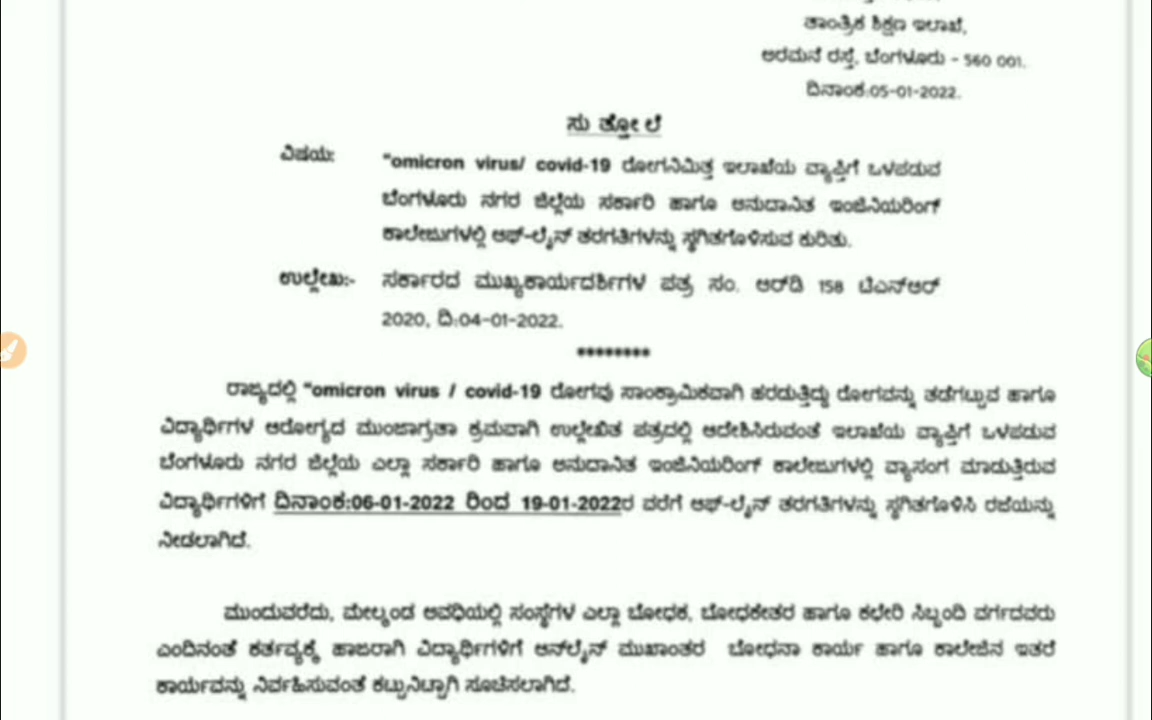 ತಾಂತ್ರಿಕ ಶಿಕ್ಷಣ ಇಲಾಖೆ,
ಅರಮನೆ ರಸ್ತೆ, ಬೆಂಗಳೂರು - 560 001.
ದಿನಾಂಕ:05-01-2022.
ಸು ತ್ತೋ ಲೆ
ವಿಷಯ: "omicron virus/ covid-19 ರೋಗನಿಮಿತ್ತ ಇಲಾಖೆಯ ವ್ಯಾಪ್ತಿಗೆ ಒಳಪಡುವ
ಬೆಂಗಳೂರು ನಗರ ಜಿಲ್ಲೆಯ ಸರ್ಕಾರಿ ಹಾಗೂ ಅನುದಾನಿತ ಇಂಜಿನಿಯರಿಂಗ್
ಕಾಲೇಜುಗಳಲ್ಲಿ ಆಫ್-ಲೈನ್ ತರಗತಿಗಳನ್ನು ಸ್ಥಗಿತಗೊಳಿಸುವ ಕುರಿತು.
ಉಲ್ಲೇಖ:- ಸರ್ಕಾರದ ಮುಖ್ಯಕಾರ್ಯದರ್ಶಿಗಳ ಪತ್ರ ಸಂ. ಆರ್‌ಡಿ 158 ಟಿಎನ್‌ಆರ್
2020, ದಿ:04-01-2022.
********
ರಾಜ್ಯದಲ್ಲಿ "omicron virus / covid-19 ರೋಗವು ಸಾಂಕ್ರಾಮಿಕವಾಗಿ ಹರಡುತ್ತಿದ್ದು ರೋಗವನ್ನು ತಡೆಗಟ್ಟುವ ಹಾಗೂ
ವಿದ್ಯಾರ್ಥಿಗಳ ಆರೋಗ್ಯದ ಮುಂಜಾಗ್ರತಾ ಕ್ರಮವಾಗಿ ಉಲ್ಲೇಖಿತ ಪತ್ರದಲ್ಲಿ ಆದೇಶಿಸಿರುವಂತೆ ಇಲಾಖೆಯ ವ್ಯಾಪ್ತಿಗೆ ಒಳಪಡುವ
ಬೆಂಗಳೂರು ನಗರ ಜಿಲ್ಲೆಯ ಎಲ್ಲಾ ಸರ್ಕಾರಿ ಹಾಗೂ ಅನುದಾನಿತ ಇಂಜಿನಿಯರಿಂಗ್ ಕಾಲೇಜುಗಳಲ್ಲಿ ವ್ಯಾಸಂಗ ಮಾಡುತ್ತಿರುವ
ವಿದ್ಯಾರ್ಥಿಗಳಿಗೆ ದಿನಾಂಕ:06-01-2022 ರಿಂದ 19-01-2022ರ ವರೆಗೆ ಆಫ್-ಲೈನ್ ತರಗತಿಗಳನ್ನು ಸ್ಥಗಿತಗೊಳಿಸಿ ರಜೆಯನ್ನು
ನೀಡಲಾಗಿದೆ.
ಮುಂದುವರೆದು, ಮೇಲ್ಕಂಡ ಅವಧಿಯಲ್ಲಿ ಸಂಸ್ಥೆಗಳ ಎಲ್ಲಾ ಬೋಧಕ, ಬೋಧಕೇತರ ಹಾಗೂ ಕಛೇರಿ ಸಿಬ್ಬಂದಿ ವರ್ಗದವರು
ಎಂದಿನಂತೆ ಕರ್ತವ್ಯಕ್ಕೆ ಹಾಜರಾಗಿ ವಿದ್ಯಾರ್ಥಿಗಳಿಗೆ ಆನ್‌ಲೈನ್ ಮುಖಾಂತರ ಬೋಧನಾ ಕಾರ್ಯ ಹಾಗೂ ಕಾಲೇಜಿನ ಇತರೆ
ಕಾರ್ಯವನ್ನು ನಿರ್ವಹಿಸುವಂತೆ ಕಟ್ಟುನಿಟ್ಟಾಗಿ ಸೂಚಿಸಲಾಗಿದೆ.